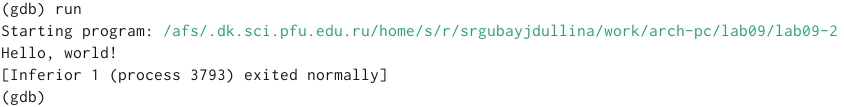 (gdb) run
Starting program: /afs/.dk.sci.pfu.edu.ru/home/s/r/srgubayjdullina/work/arch-pc/lab09/lab09-2
Hello, world!
[Inferior 1 (process 3793) exited normally]
(gdb)